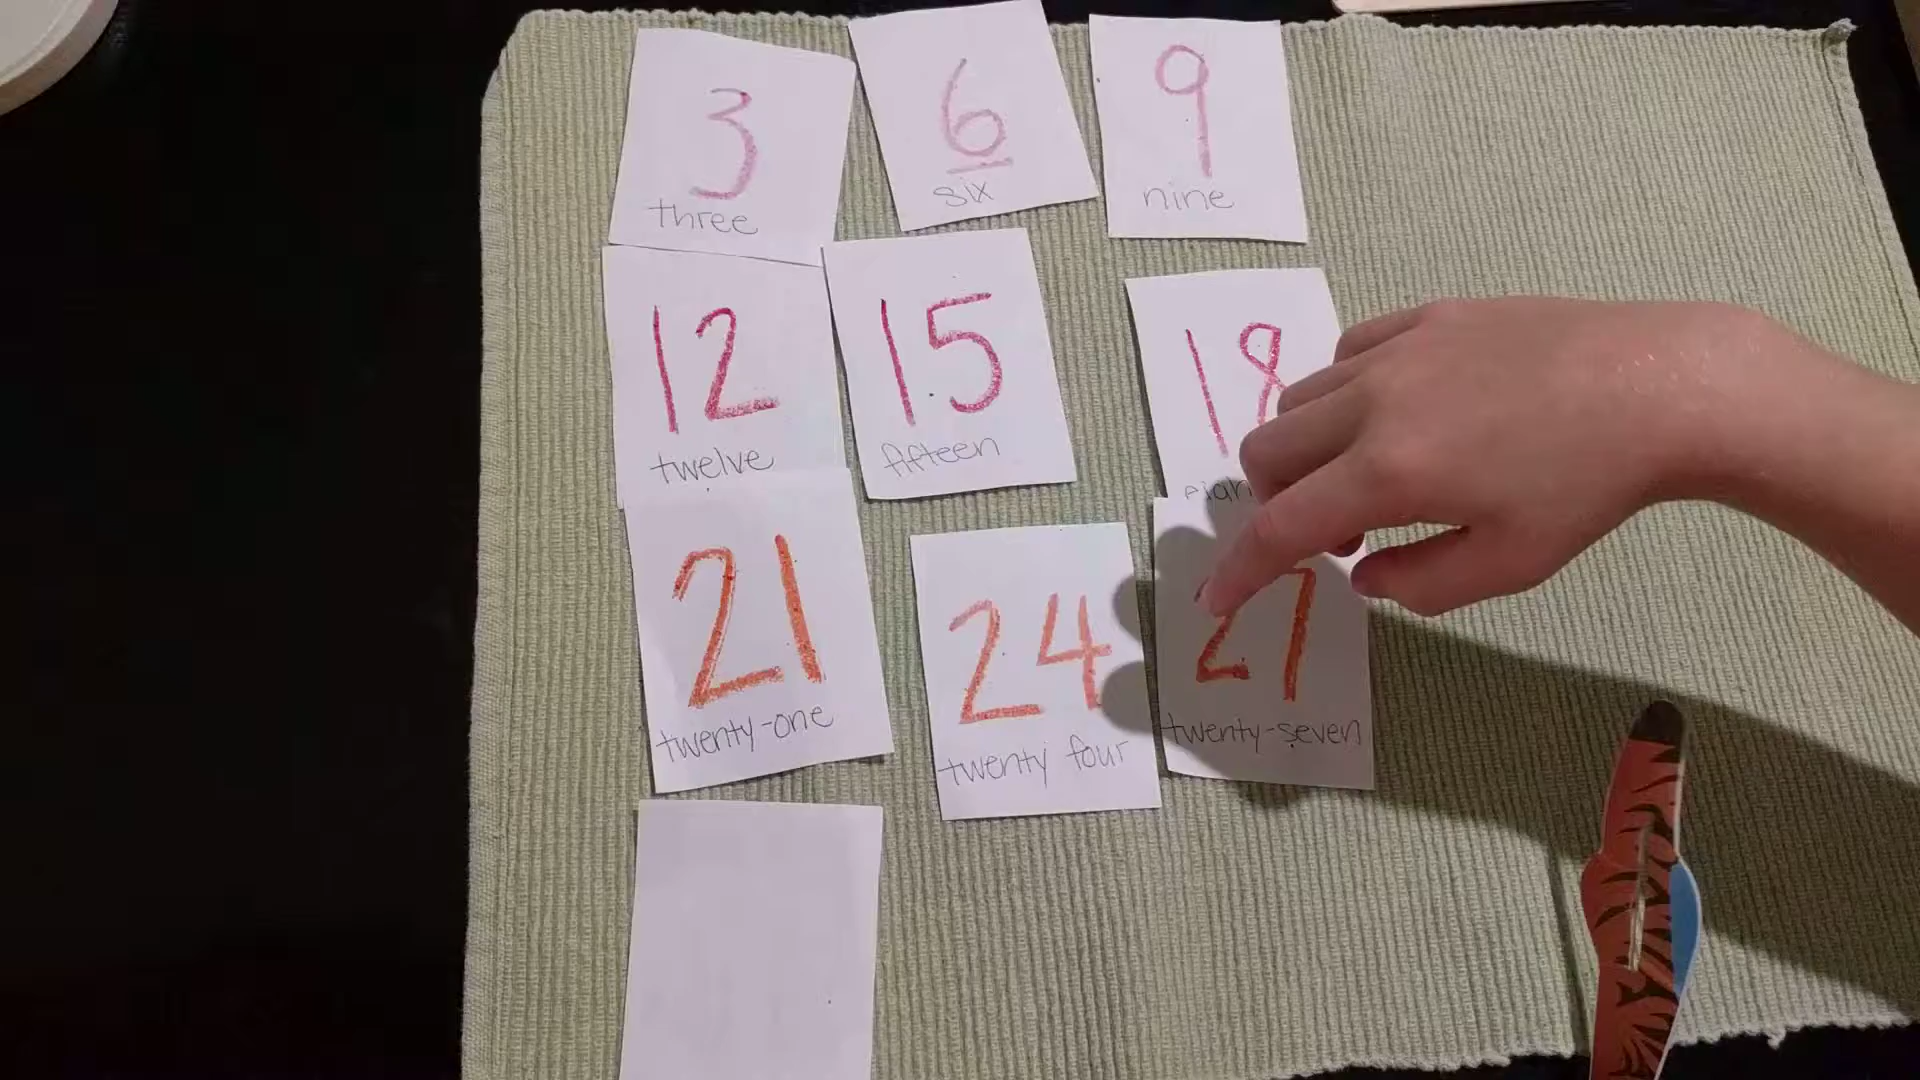 3
three
6
six
9
nine
12
twelve
15
fifteen
18
21
twenty-one
24
twenty four
27
twenty-seven